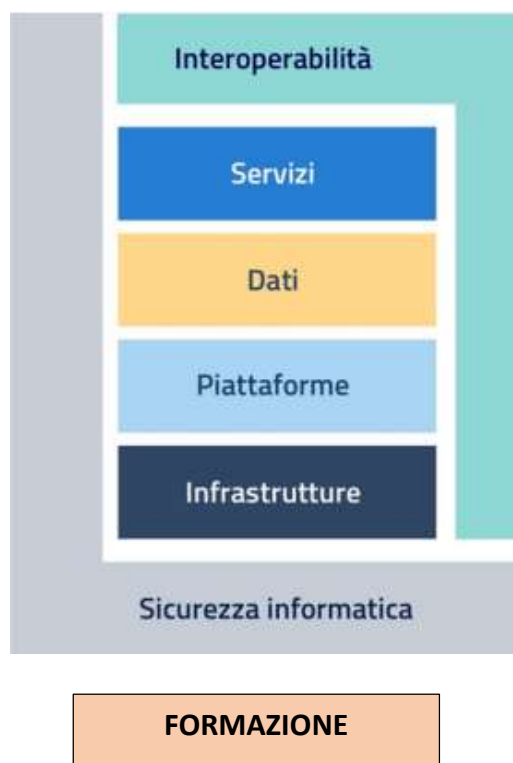 Interoperabilità
Servizi
Dati
Piattaforme
Infrastrutture
Sicurezza informatica
FORMAZIONE